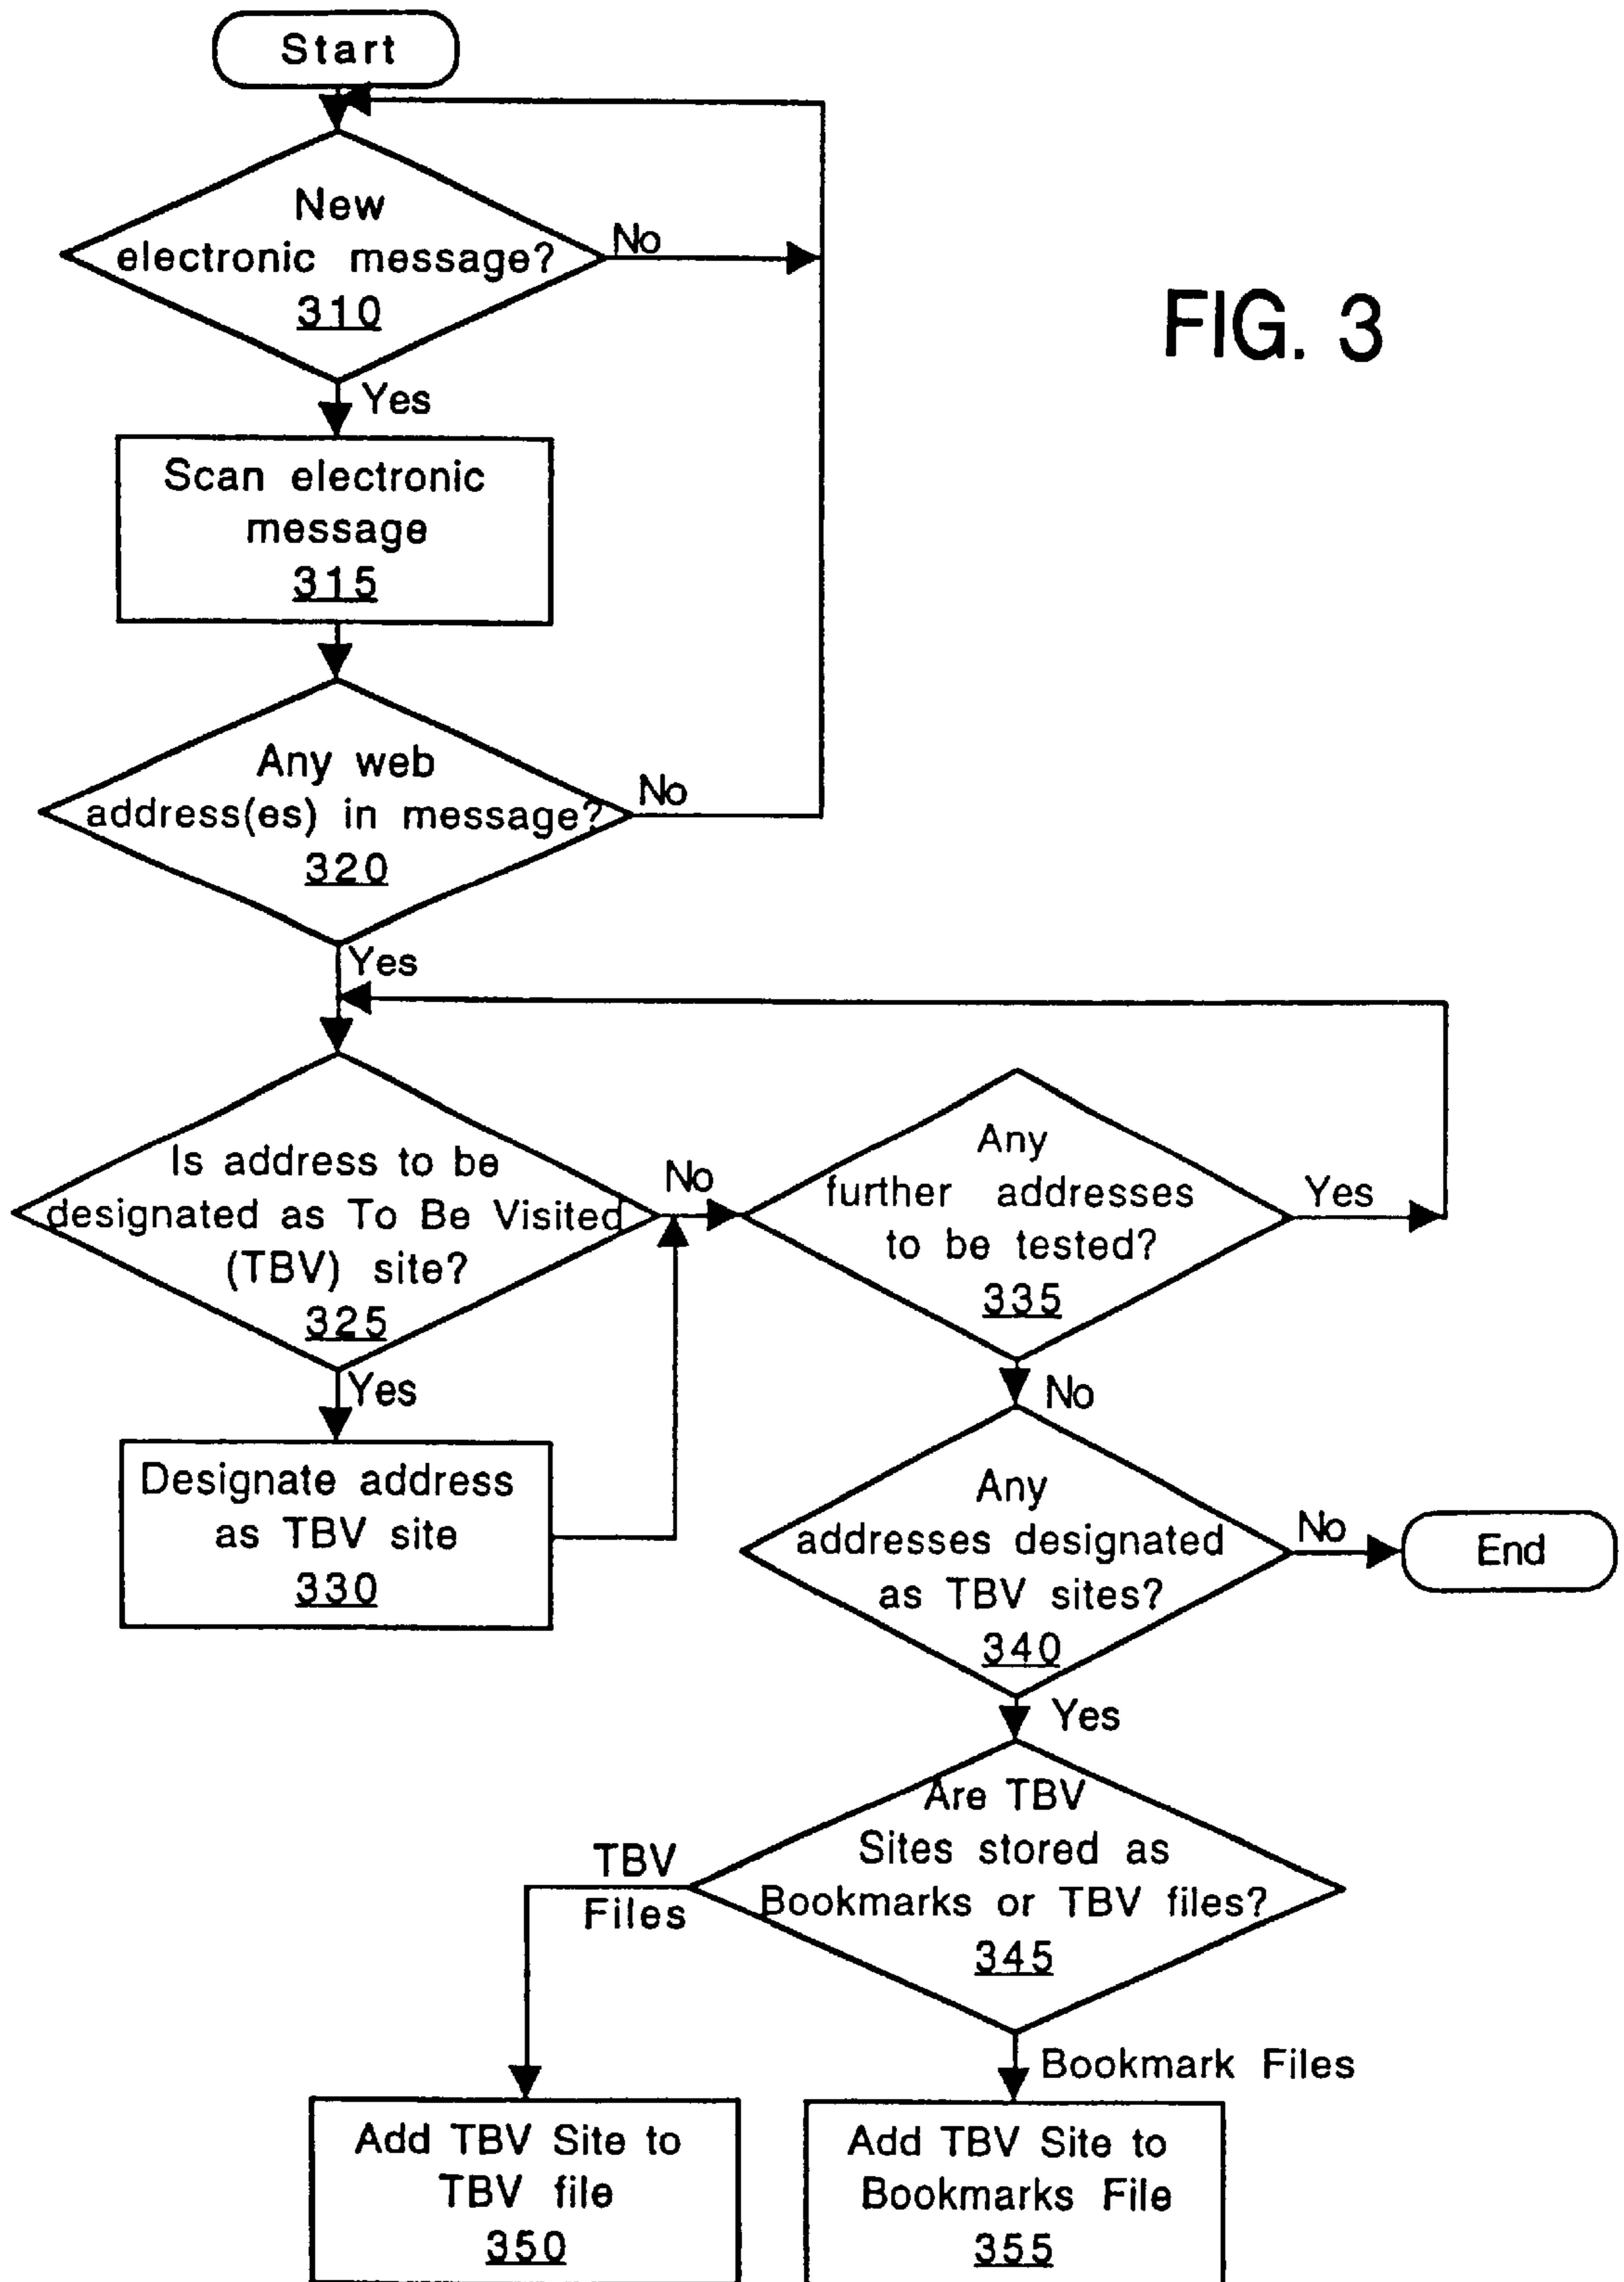 Start
New
electronic message?
310
No
Yes
FIG. 3
Scan electronic
message
315
Any web
address(es) in message?
320
No
Yes
Is address to be
designated as To Be Visited
(TBV) site?
325
No
Yes
Any
further addresses
to be tested?
335
Yes
No
Designate address
as TBV site
330
Any
addresses designated
as TBV sites?
340
No
End
Yes
Are TBV
Sites stored as
Bookmarks or TBV files?
345
TBV
Files
Bookmark Files
Add TBV Site to
TBV file
350
Add TBV Site to
Bookmarks File
355